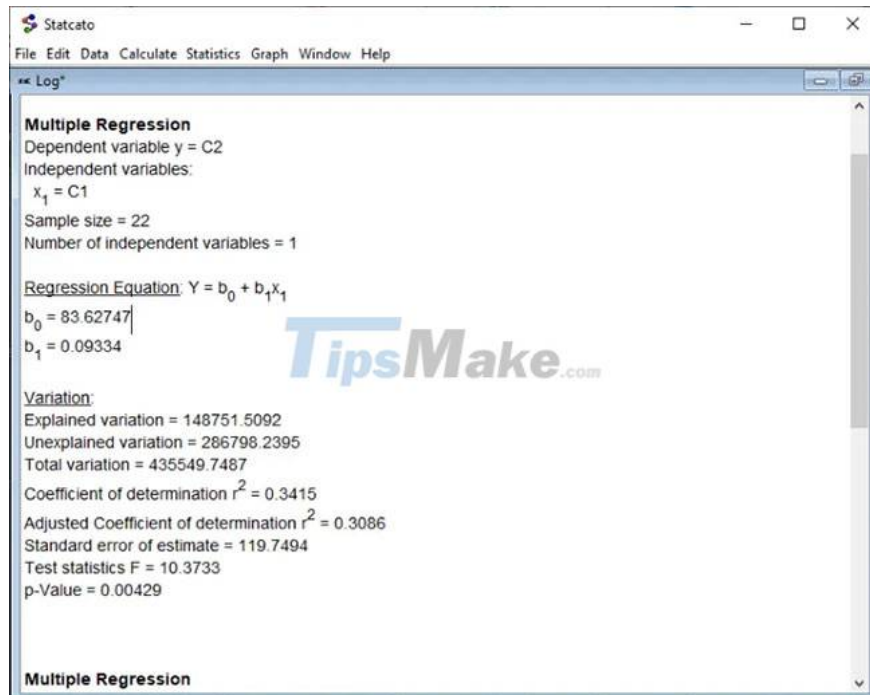 Statcato
File Edit Data Calculate Statistics Graph Window Help
Log*
Multiple Regression
Dependent variable y = C2
Independent variables:
x₁ = C1
Sample size = 22
Number of independent variables = 1
Regression Equation: Y = b₀ + b₁x₁
b₀ = 83.62747
b₁ = 0.09334
TipsMake.com
Variation:
Explained variation = 148751.5092
Unexplained variation = 286798.2395
Total variation = 435549.7487
Coefficient of determination r² = 0.3415
Adjusted Coefficient of determination r² = 0.3086
Standard error of estimate = 119.7494
Test statistics F = 10.3733
p-Value = 0.00429
Multiple Regression